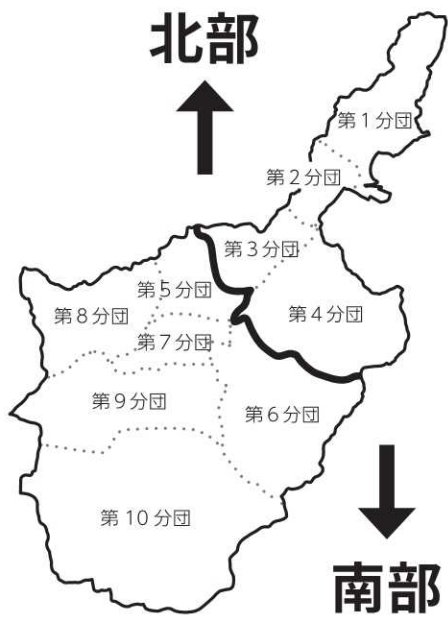 北部
第1分団
第2分団
第3分団
第5分団
第4分団
第8分団
第7分団
第9分団
第6分団
第10分団
南部